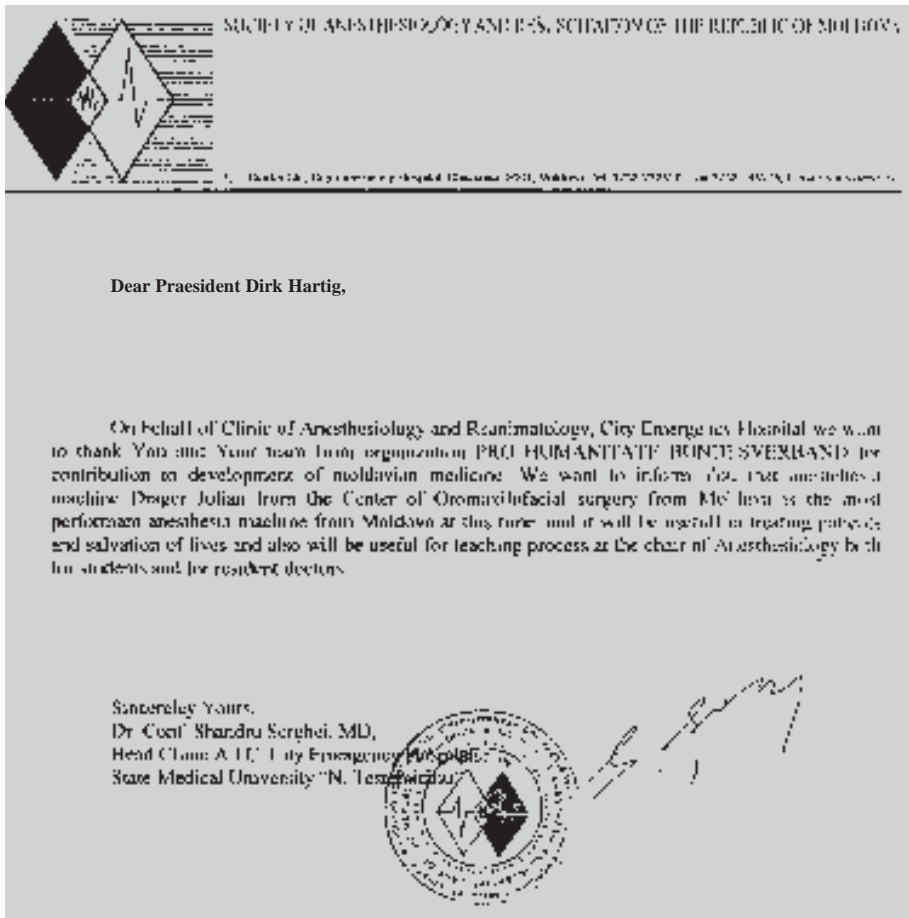 SOCIETY OF ANESTHESIOLOGY AND OF THE REPUBLIC OF MOLDOVA
Dear Praesident Dirk Hartig,
On behalf of Clinic of Anesthesiology and Reanimatology, City Emergency Hospital we want
to thank You and Your team from organization PRO HUMANITATE for
contribution to development of moldavian medicine. We want to inform that anesthesia
machine Drager Julian from the Center of Oromaxilofacial surgery from Moldova is the most
performant anesthesia machine from Moldova at this time and it will be usefull in treating patients
and salvation of lives and also will be useful for teaching process at the chair of Anesthesiology both
for students and for resident doctors
Sincereley Yours,
Dr. Conf. Shandru Serghei, MD,
Head Clinic City Emergency Hospital,
State Medical University "N.